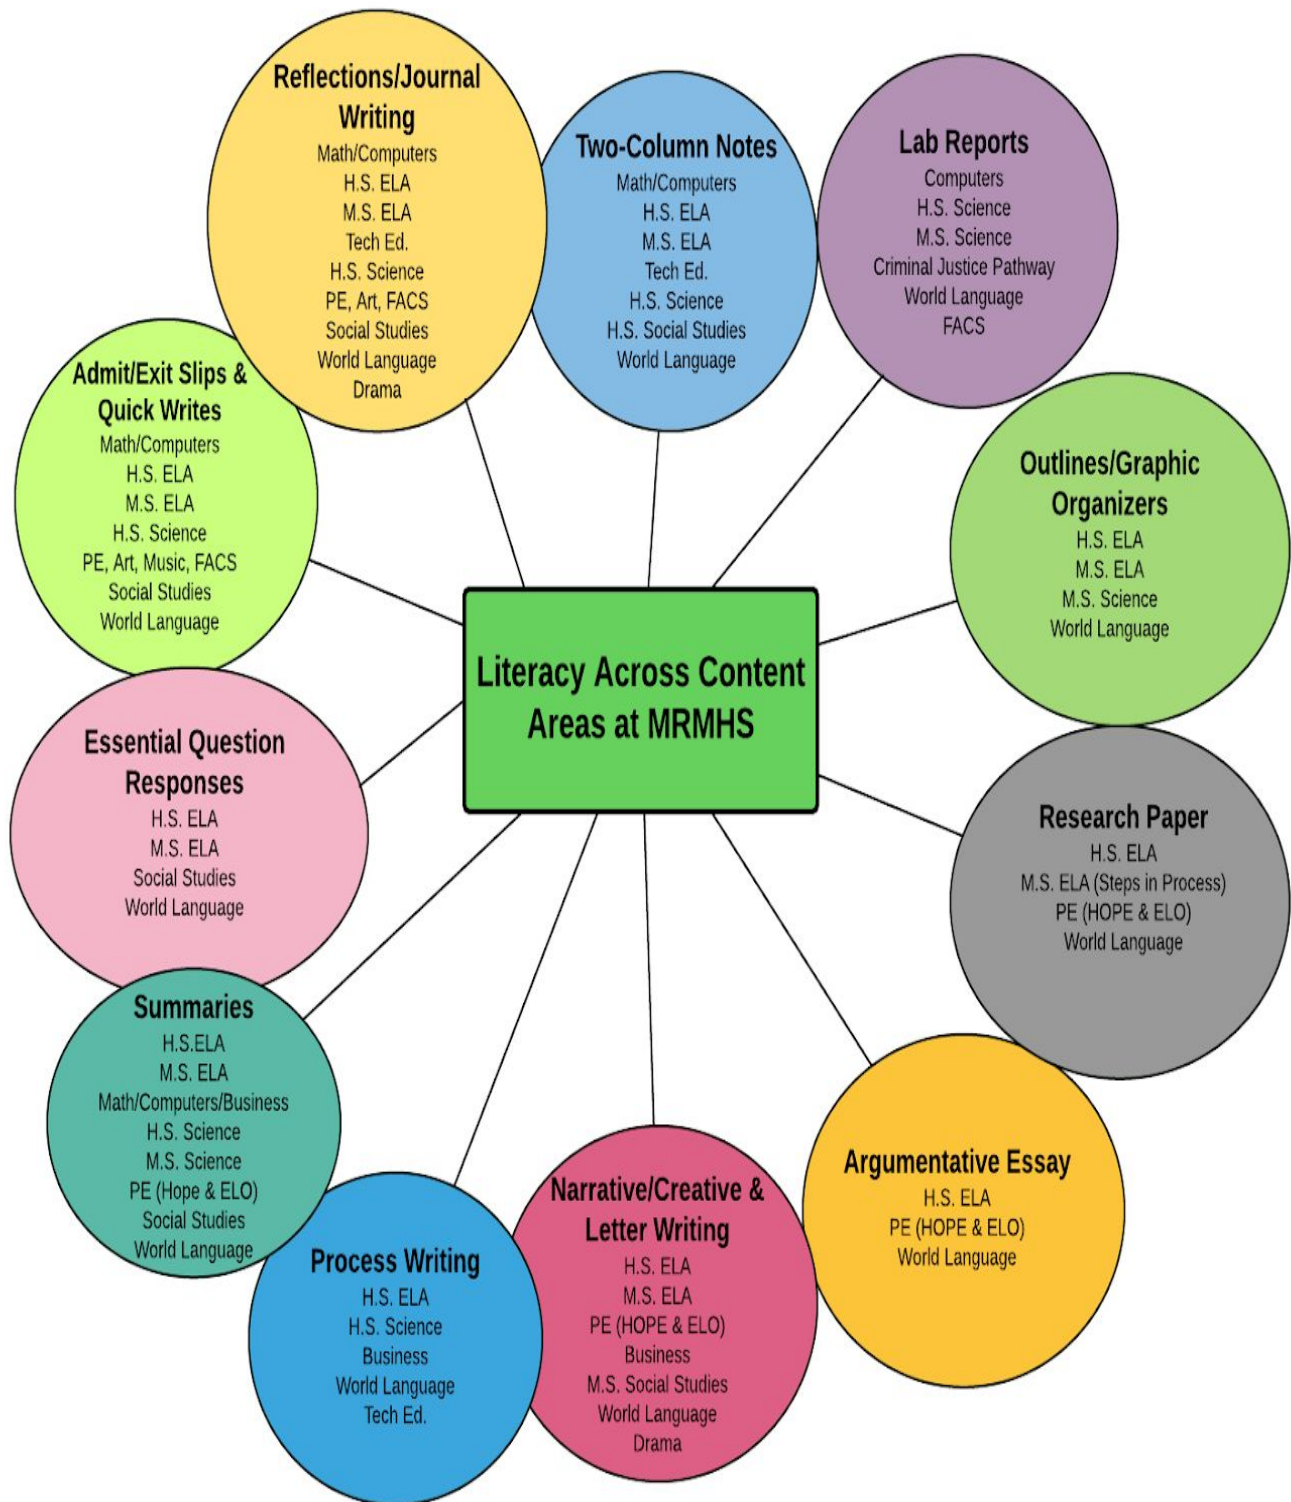 Reflections/Journal
Writing
Math/Computers
H.S. ELA
M.S. ELA
Tech Ed.
H.S. Science
PE, Art, FACS
Social Studies
World Language
Drama
Two-Column Notes
Math/Computers
H.S. ELA
M.S. ELA
Tech Ed.
H.S. Science
H.S. Social Studies
World Language
Lab Reports
Computers
H.S. Science
M.S. Science
Criminal Justice Pathway
World Language
FACS
Outlines/Graphic
Organizers
H.S. ELA
M.S. ELA
M.S. Science
World Language
Research Paper
H.S. ELA
M.S. ELA (Steps in Process)
PE (HOPE & ELO)
World Language
Argumentative Essay
H.S. ELA
PE (HOPE & ELO)
World Language
Narrative/Creative &
Letter Writing
H.S. ELA
M.S. ELA
PE (HOPE & ELO)
Business
M.S. Social Studies
World Language
Drama
Process Writing
H.S. ELA
H.S. Science
Business
World Language
Tech Ed.
Summaries
H.S.ELA
M.S. ELA
Math/Computers/Business
H.S. Science
M.S. Science
PE (Hope & ELO)
Social Studies
World Language
Essential Question
Responses
H.S. ELA
M.S. ELA
Social Studies
World Language
Admit/Exit Slips &
Quick Writes
Math/Computers
H.S. ELA
M.S. ELA
H.S. Science
PE, Art, Music, FACS
Social Studies
World Language
Literacy Across Content
Areas at MRMHS